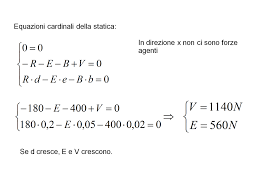 Equazioni cardinali della statica:
In direzione x non ci sono forze
agenti
0 = 0
−R − E − B + V = 0
R · d − E · e − B · b = 0
−180 − E − 400 + V = 0
180 · 0,2 − E · 0,05 − 400 · 0,02 = 0
⇒
V = 1140N
E = 560N
Se d cresce, E e V crescono.